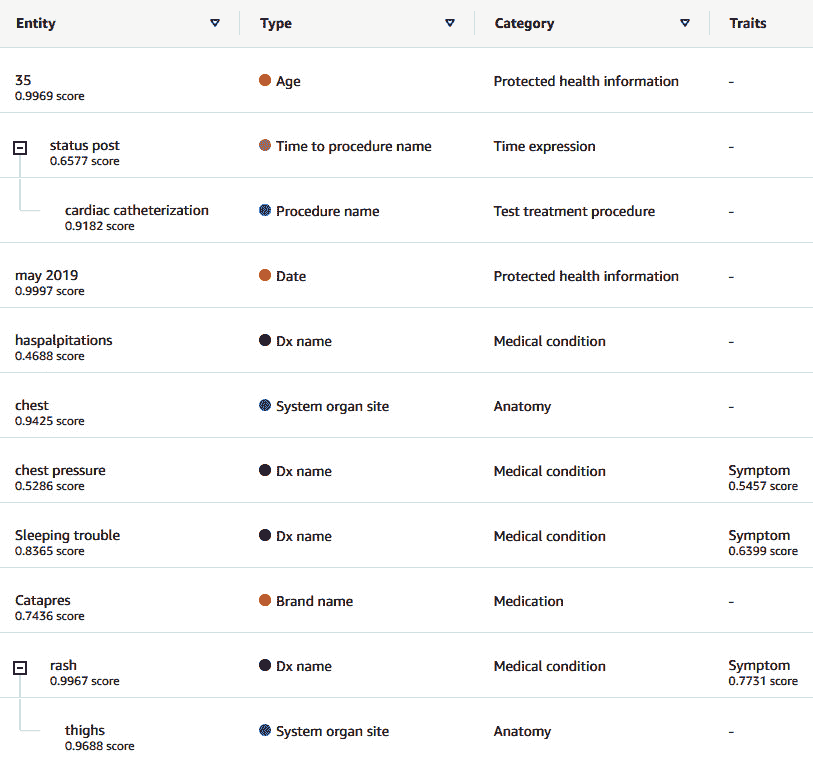 Entity Type Category Traits
35 Age Protected health information -
0.9969 score
status post Time to procedure name Time expression -
0.6577 score
cardiac catheterization Procedure name Test treatment procedure -
0.9182 score
may 2019 Date Protected health information -
0.9997 score
haspalpitations Dx name Medical condition -
0.4688 score
chest System organ site Anatomy -
0.9425 score
chest pressure Dx name Medical condition Symptom
0.5286 score 0.5457 score
Sleeping trouble Dx name Medical condition Symptom
0.8365 score 0.6399 score
Catapres Brand name Medication -
0.7436 score
rash Dx name Medical condition Symptom
0.9967 score 0.7731 score
thighs System organ site Anatomy -
0.9688 score